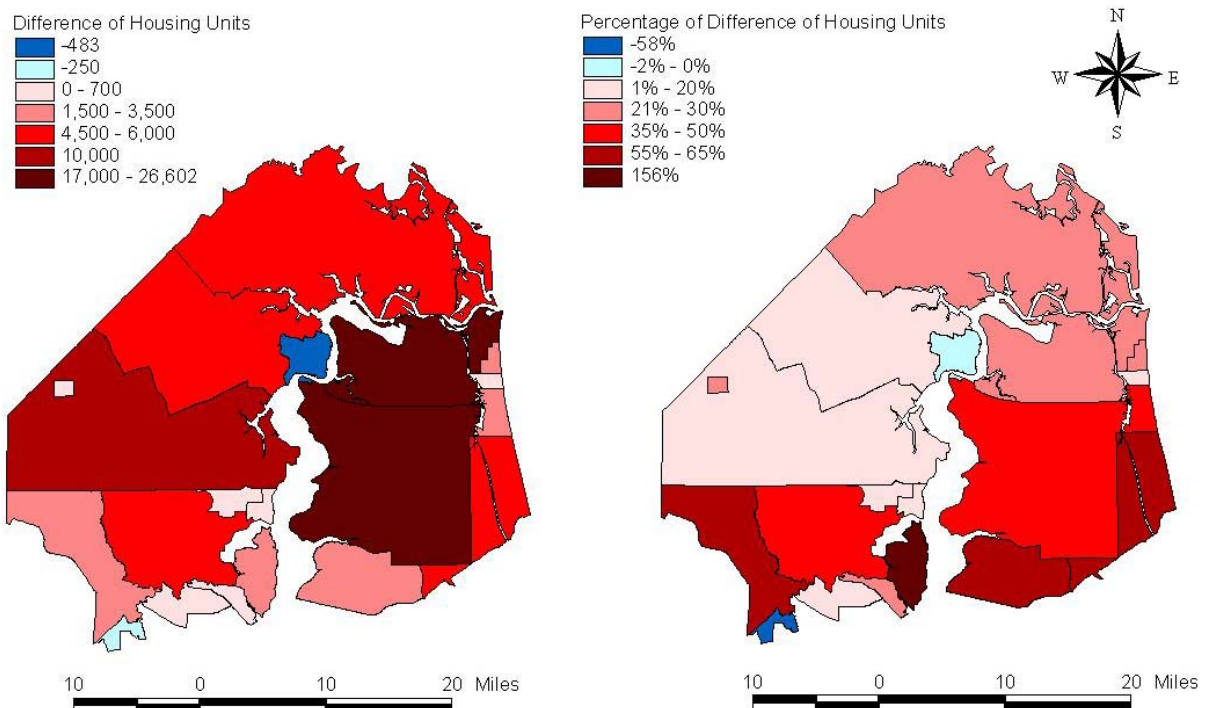 Difference of Housing Units
-483
-250
0 - 700
1,500 - 3,500
4,500 - 6,000
10,000
17,000 - 26,602
Percentage of Difference of Housing Units
-58%
-2% - 0%
1% - 20%
21% - 30%
35% - 50%
55% - 65%
156%
N
W E
S
10 0 10 20 Miles
10 0 10 20 Miles